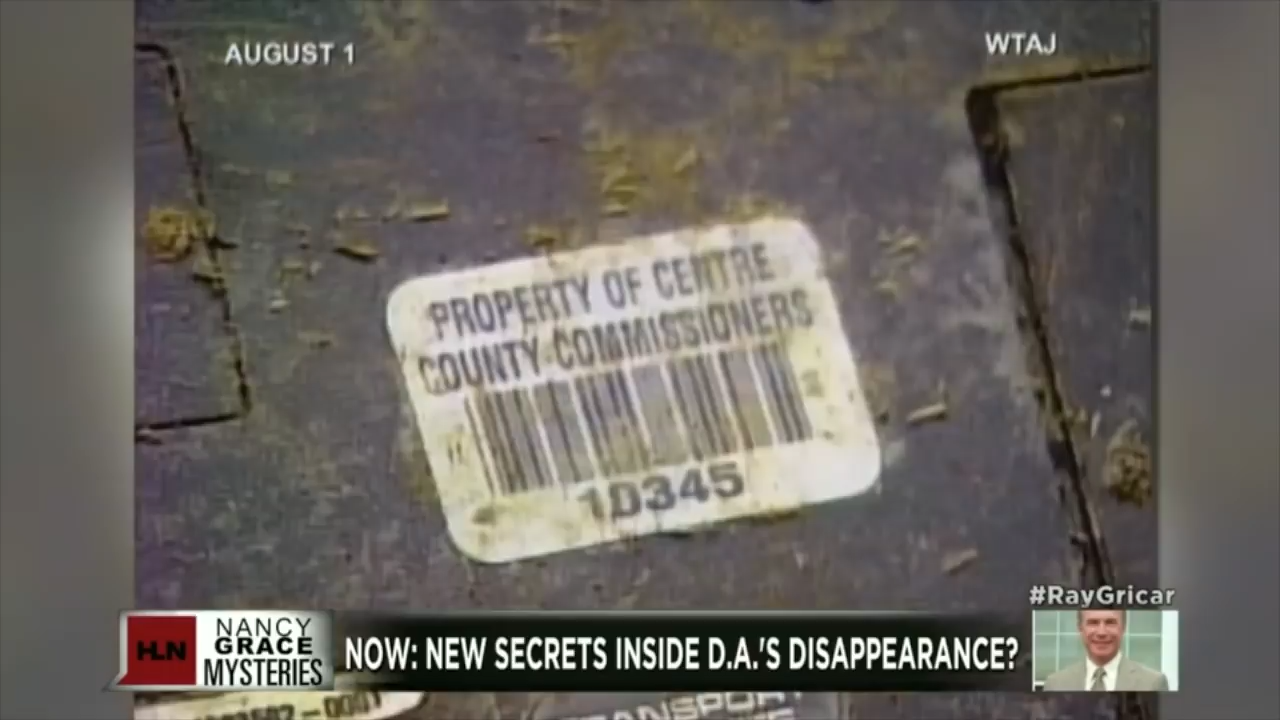 AUGUST 1
WTAJ
PROPERTY OF CENTRE
COUNTY COMMISSIONERS
1D345
#RayGricar
HLN
NANCY
GRACE
MYSTERIES
NOW: NEW SECRETS INSIDE D.A.'S DISAPPEARANCE?